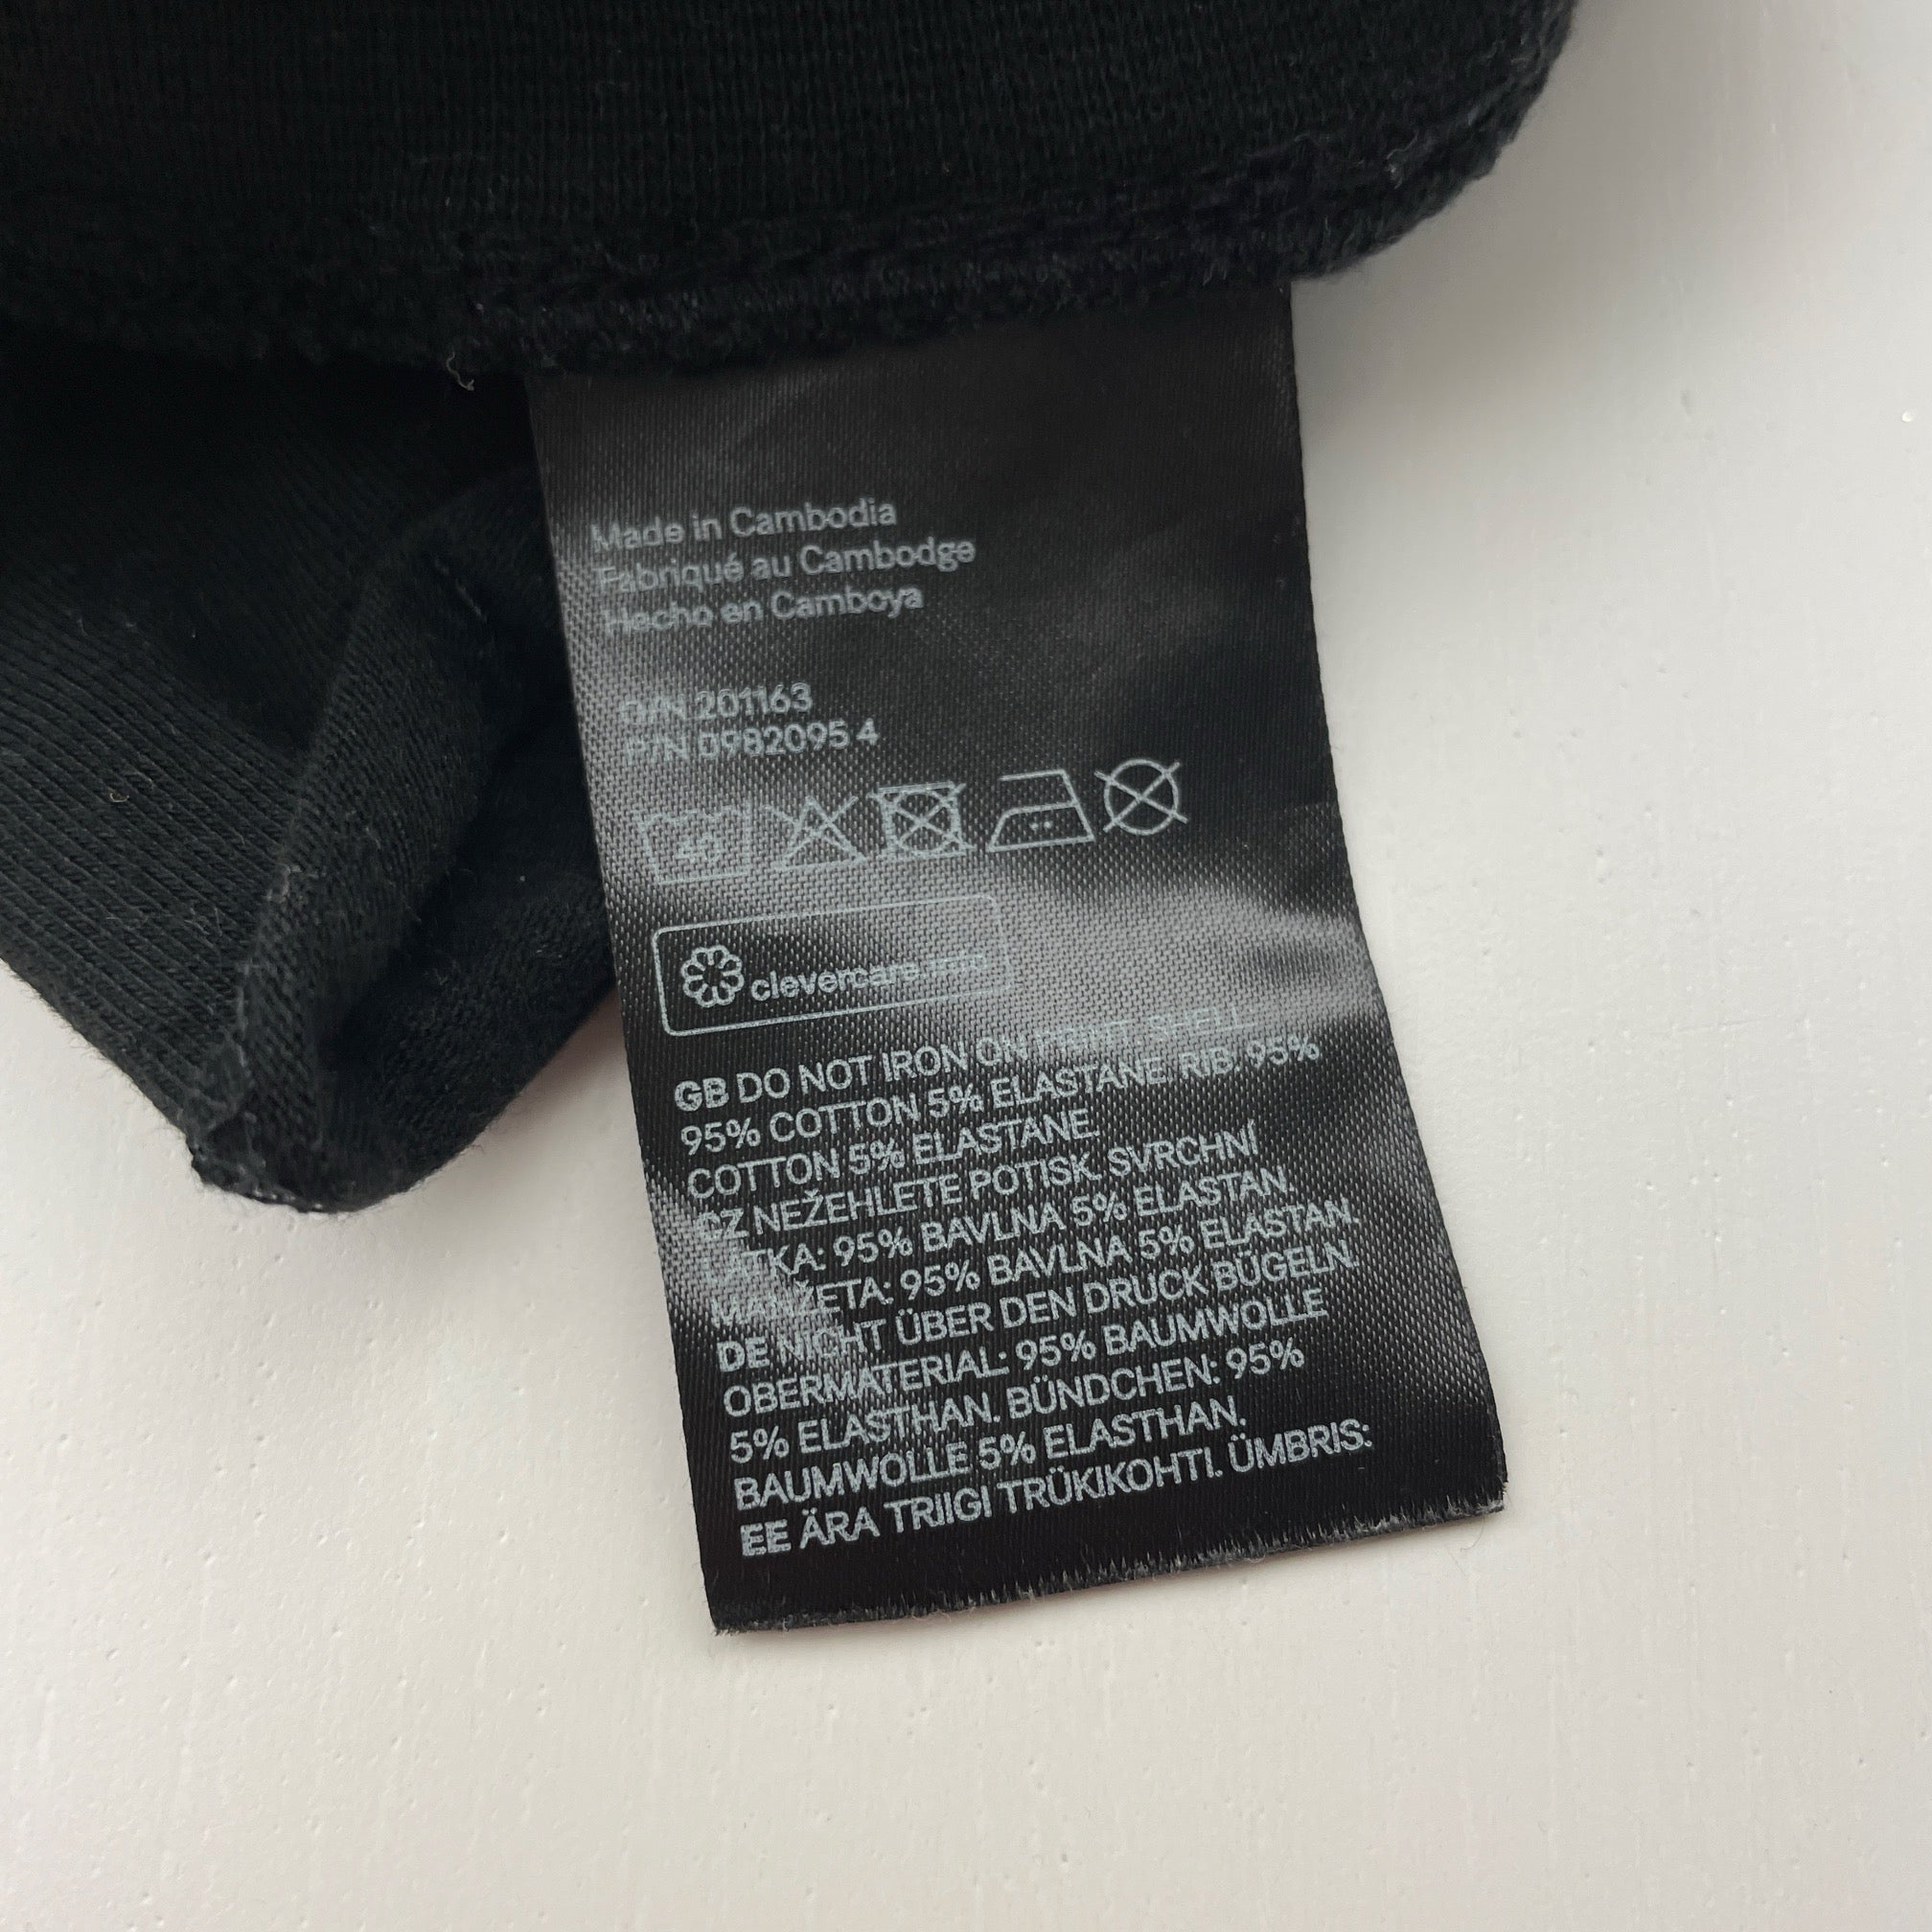 Made in Cambodia
Fabriqué au Cambodge
Hecho en Camboya
O/N 201163
P/N 0982095 4
40
clevercare.info
GB DO NOT IRON ON PRINT. SHELL:
95% COTTON 5% ELASTANE. RIB: 95%
COTTON 5% ELASTANE.
CZ NEŽEHLETE POTISK. SVRCHNÍ
LÁTKA: 95% BAVLNA 5% ELASTAN.
MANŽETA: 95% BAVLNA 5% ELASTAN.
DE NICHT ÜBER DEN DRUCK BÜGELN.
OBERMATERIAL: 95% BAUMWOLLE
5% ELASTHAN. BÜNDCHEN: 95%
BAUMWOLLE 5% ELASTHAN.
EE ÄRA TRIIGI TRÜKIKOHTI. ÜMBRIS: